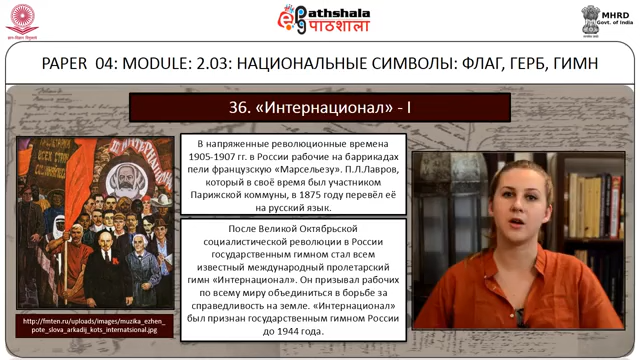 ePathshala
पाठशाला
MHRD
Govt. of India
PAPER 04: MODULE: 2.03: НАЦИОНАЛЬНЫЕ СИМВОЛЫ: ФЛАГ, ГЕРБ, ГИМН
36. «Интернационал» - I
В напряженные революционные времена
1905-1907 гг. в России рабочие на баррикадах
пели французскую «Марсельезу». П.Л.Лавров,
который в своё время был участником
Парижской коммуны, в 1875 году перевёл её
на русский язык.
После Великой Октябрьской
социалистической революции в России
государственным гимном стал всем
известный международный пролетарский
гимн «Интернационал». Он призывал рабочих
по всему миру объединиться в борьбе за
справедливость на земле. «Интернационал»
был признан государственным гимном России
до 1944 года.
http://fmten.ru/uploads/images/muzika_ezhen_
pote_slova_arkadij_kots_internatsional.jpg